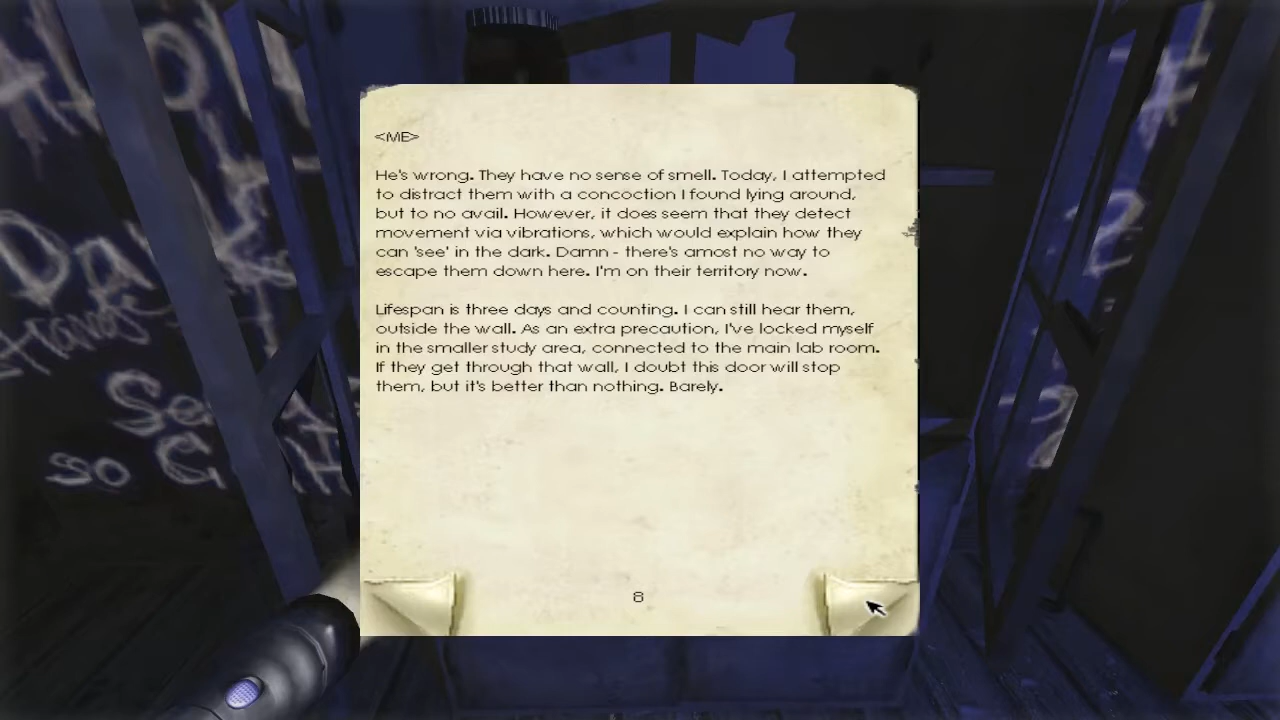 <ME>
He's wrong. They have no sense of smell. Today, I attempted
to distract them with a concoction I found lying around,
but to no avail. However, it does seem that they detect
movement via vibrations, which would explain how they
can 'see' in the dark. Damn - there's amost no way to
escape them down here. I'm on their territory now.
Lifespan is three days and counting. I can still hear them,
outside the wall. As an extra precaution, I've locked myself
in the smaller study area, connected to the main lab room.
If they get through that wall, I doubt this door will stop
them, but it's better than nothing. Barely.
8
so